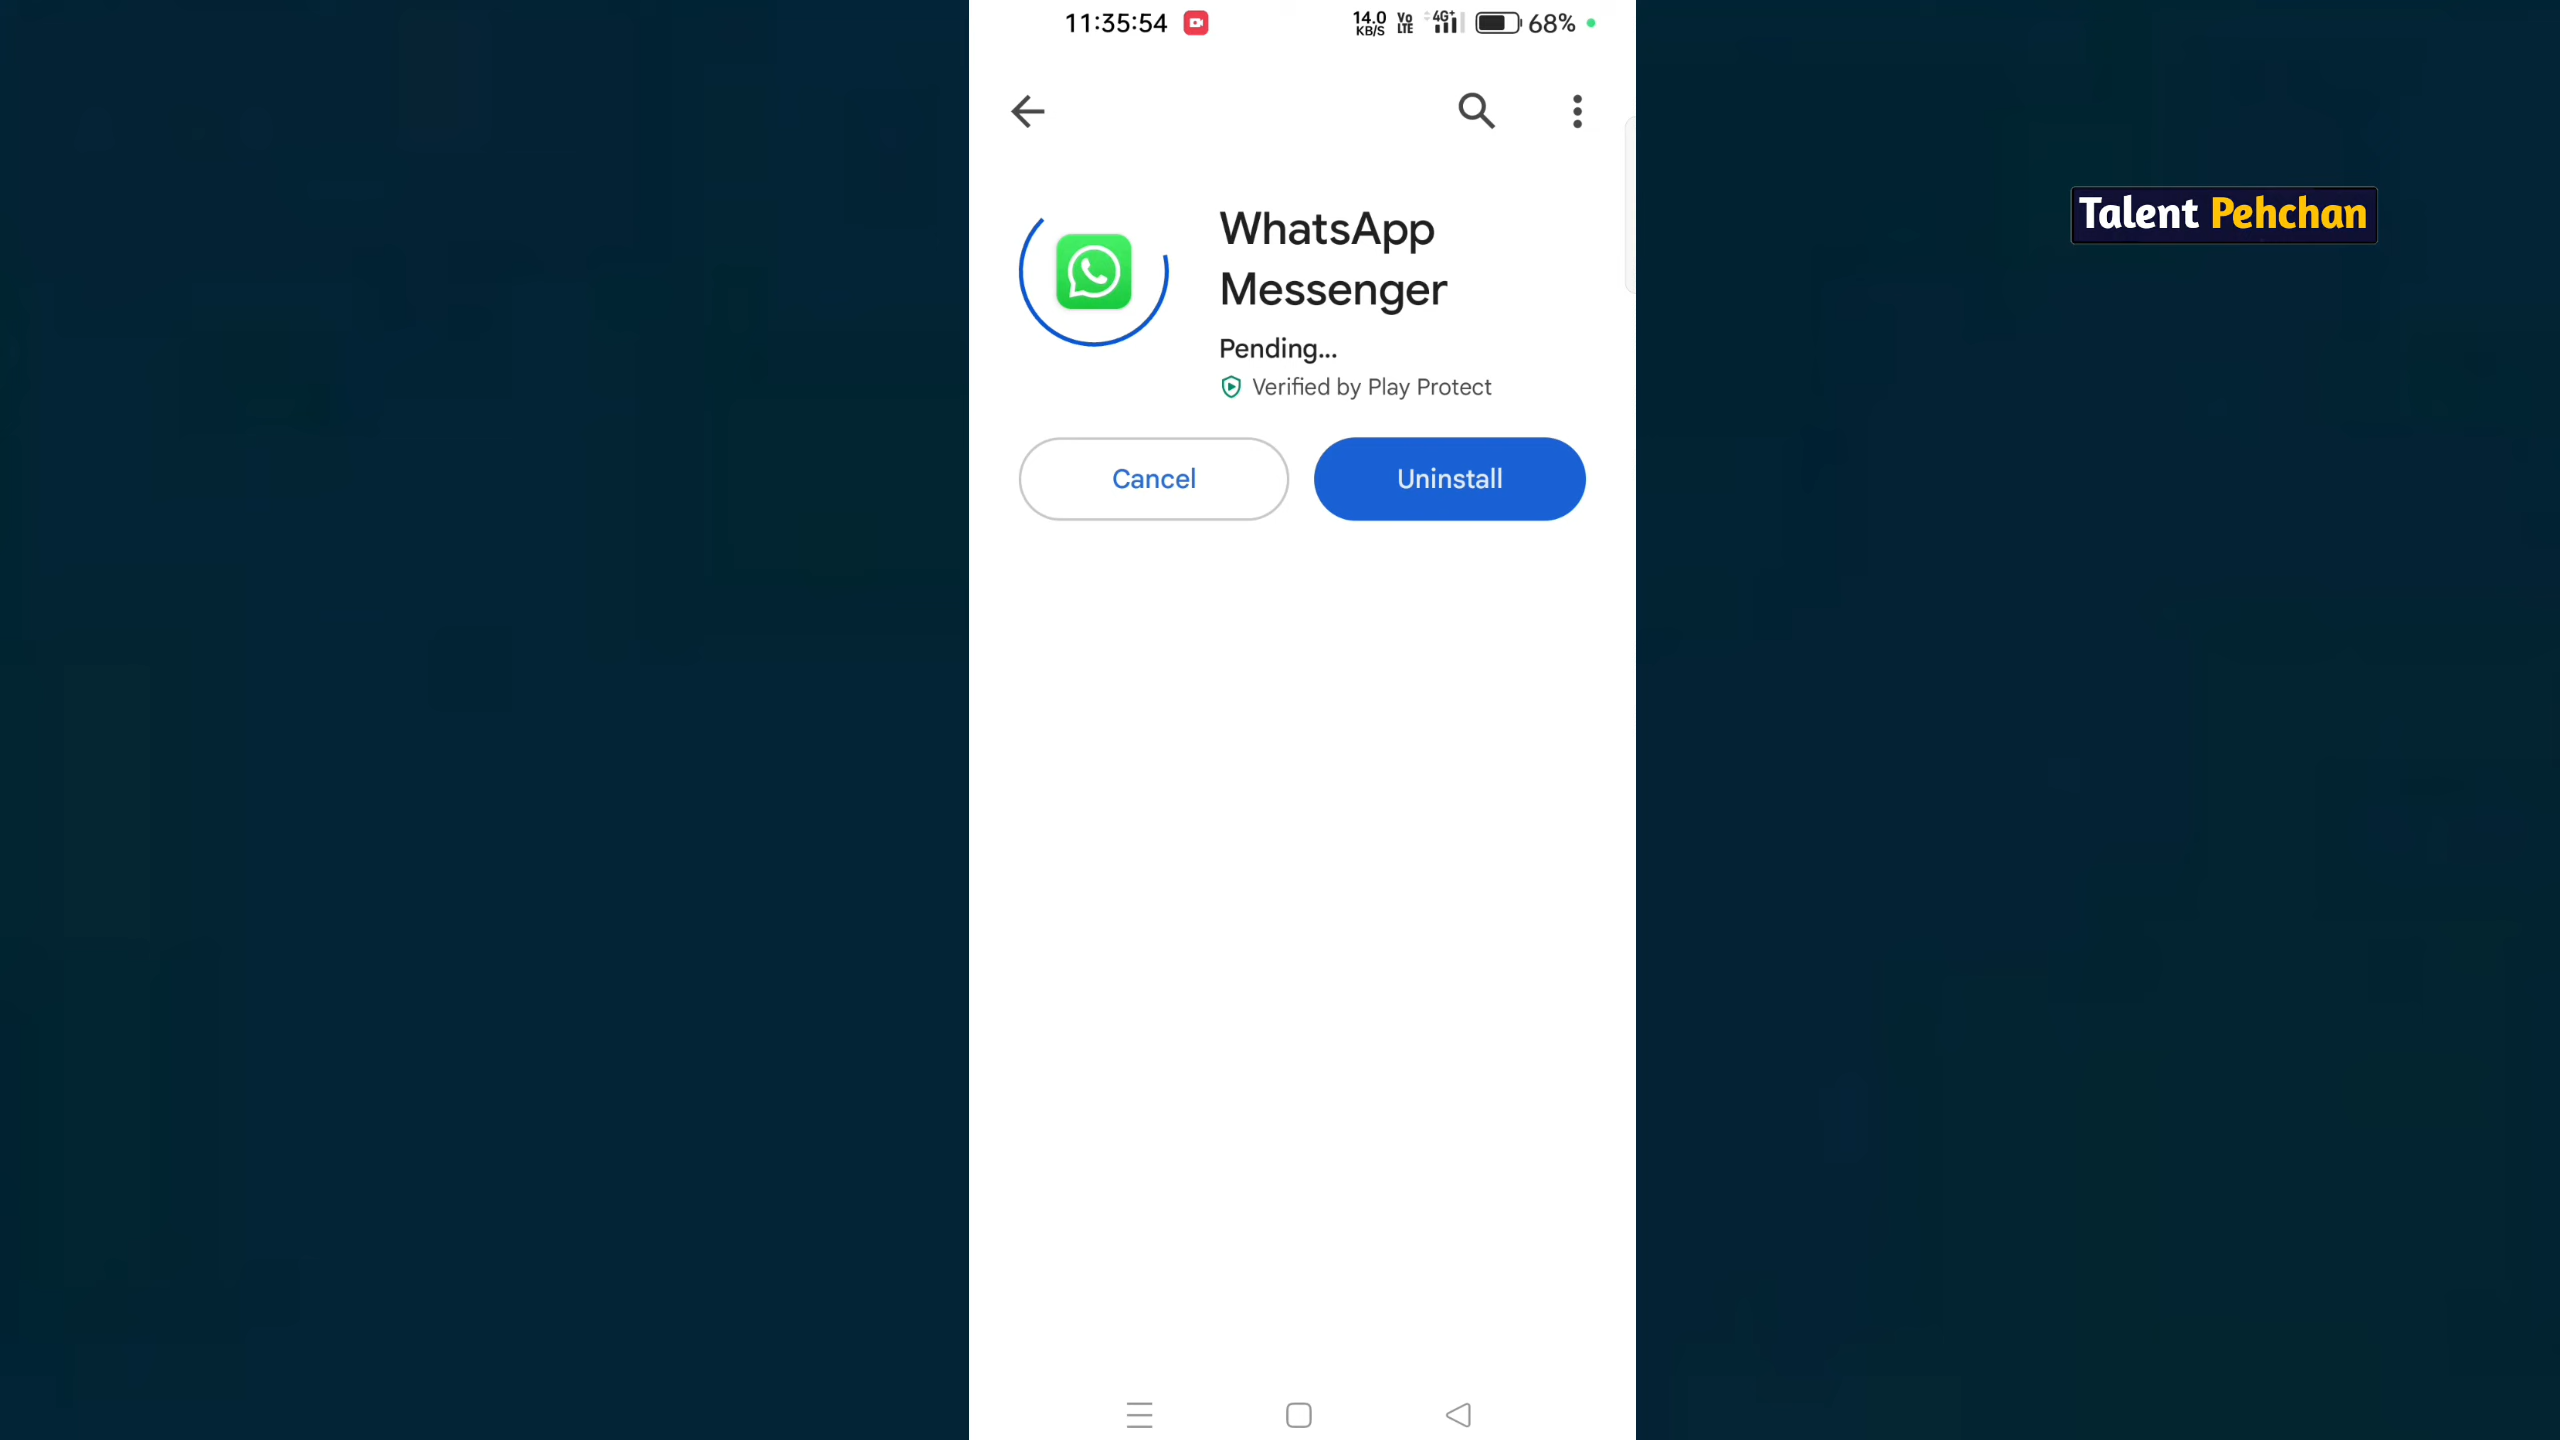 11:35:54 14.0 KB/S Vo LTE 4G+ 68%
Talent Pehchan
WhatsApp
Messenger
Pending...
Verified by Play Protect
Cancel Uninstall